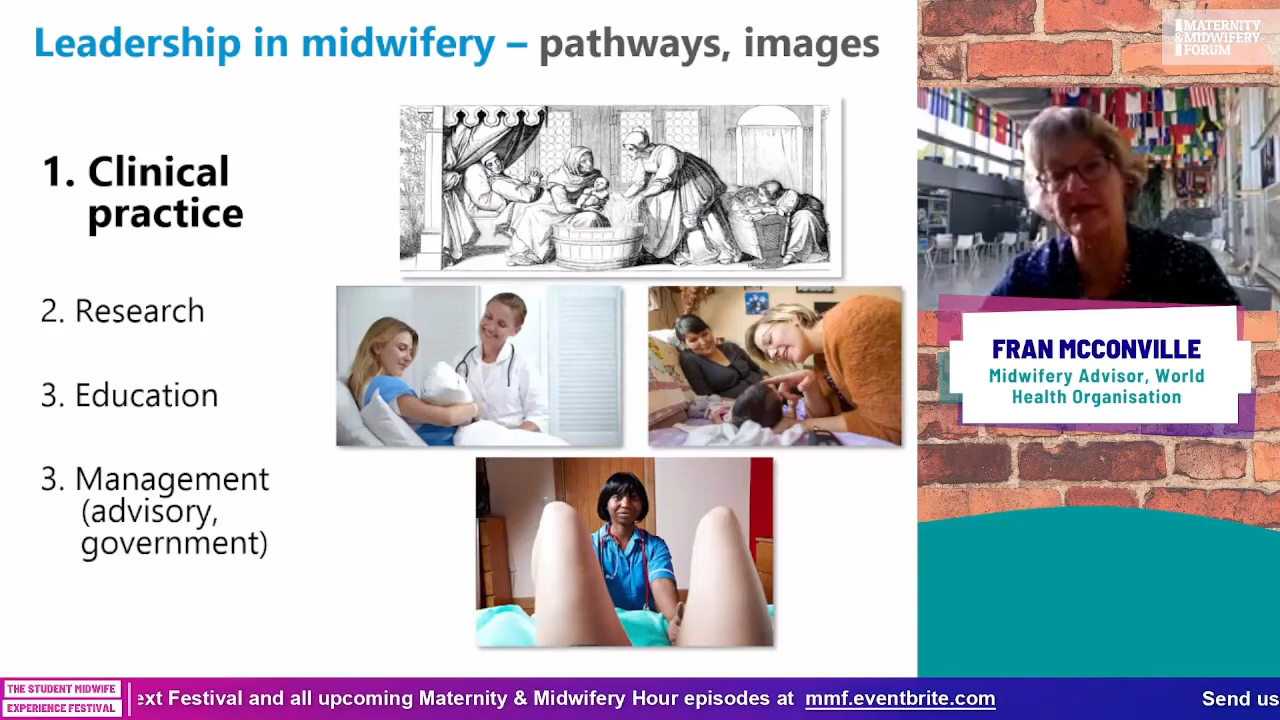 Leadership in midwifery – pathways, images
1. Clinical
practice
2. Research
3. Education
3. Management
(advisory,
government)
MATERNITY
&MIDWIFERY
FORUM
FRAN MCCONVILLE
Midwifery Advisor, World
Health Organisation
THE STUDENT MIDWIFE
EXPERIENCE FESTIVAL
ext Festival and all upcoming Maternity & Midwifery Hour episodes at mmf.eventbrite.com
Send us